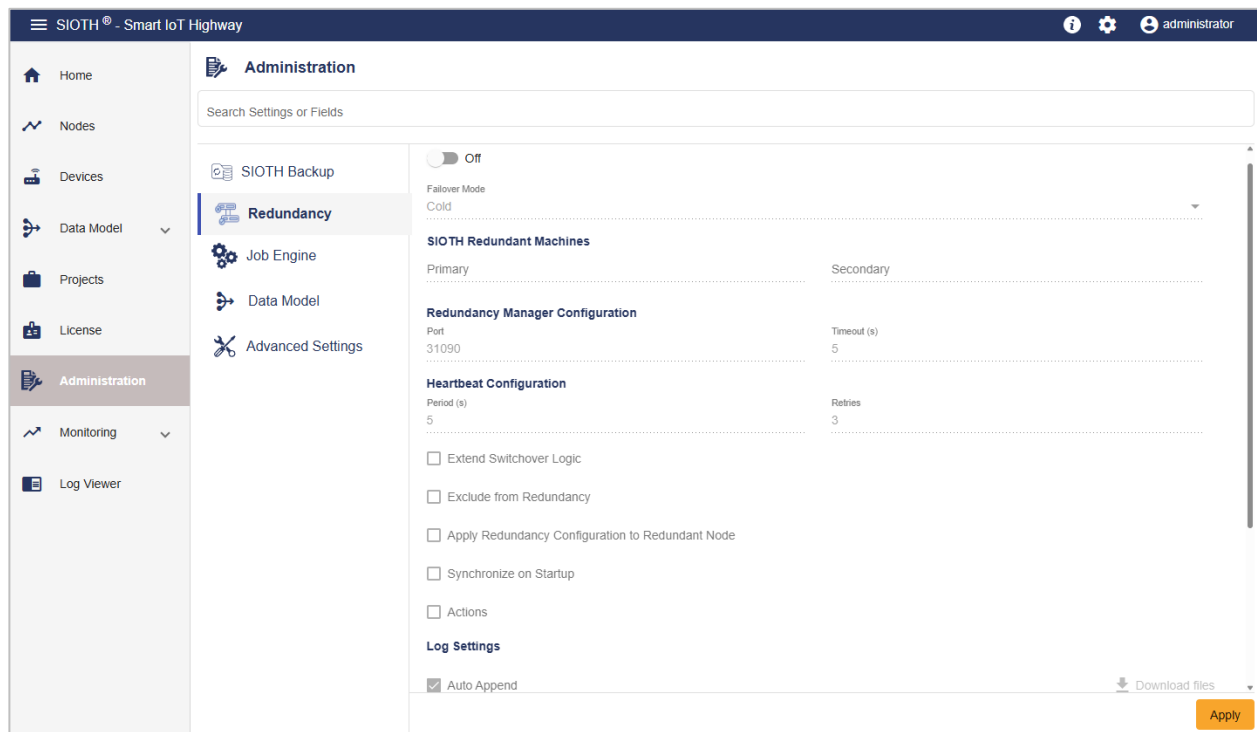 SIOTH ® - Smart IoT Highway
administrator
Home
Nodes
Devices
Data Model
Projects
License
Administration
Monitoring
Log Viewer
Administration
Search Settings or Fields
SIOTH Backup
Redundancy
Job Engine
Data Model
Advanced Settings
Off
Failover Mode
Cold
SIOTH Redundant Machines
Primary Secondary
Redundancy Manager Configuration
Port Timeout (s)
31090 5
Heartbeat Configuration
Period (s) Retries
5 3
Extend Switchover Logic
Exclude from Redundancy
Apply Redundancy Configuration to Redundant Node
Synchronize on Startup
Actions
Log Settings
Auto Append Download files
Apply